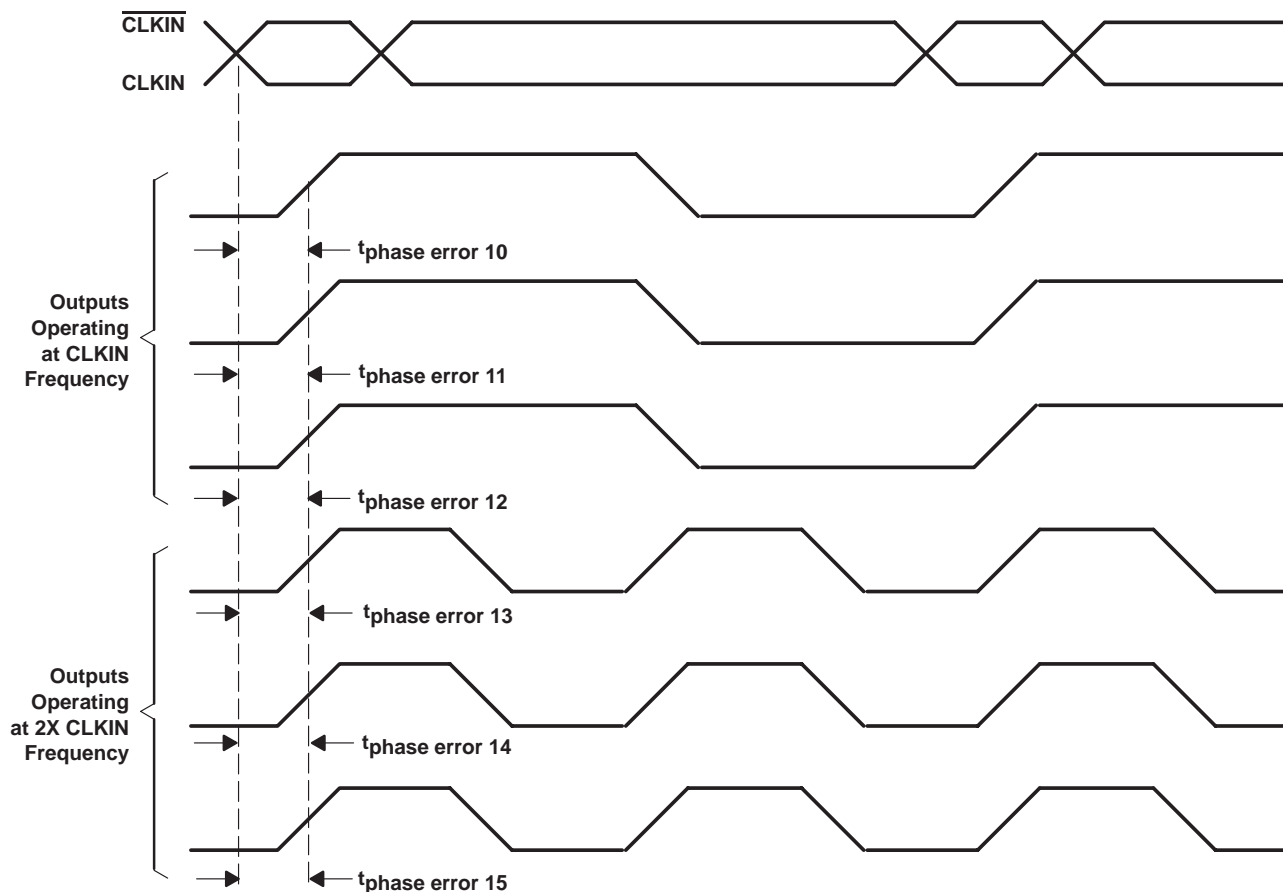 CLKIN
CLKIN
tphase error 10
tphase error 11
Outputs
Operating
at CLKIN
Frequency
tphase error 12
tphase error 13
Outputs
Operating
at 2X CLKIN
Frequency
tphase error 14
tphase error 15